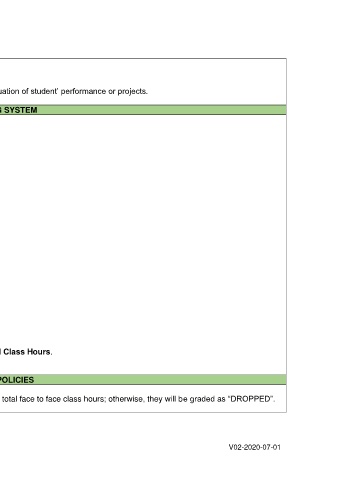 uation of student' performance or projects.
SYSTEM
Class Hours.
POLICIES
total face to face class hours; otherwise, they will be graded as “DROPPED”.
V02-2020-07-01